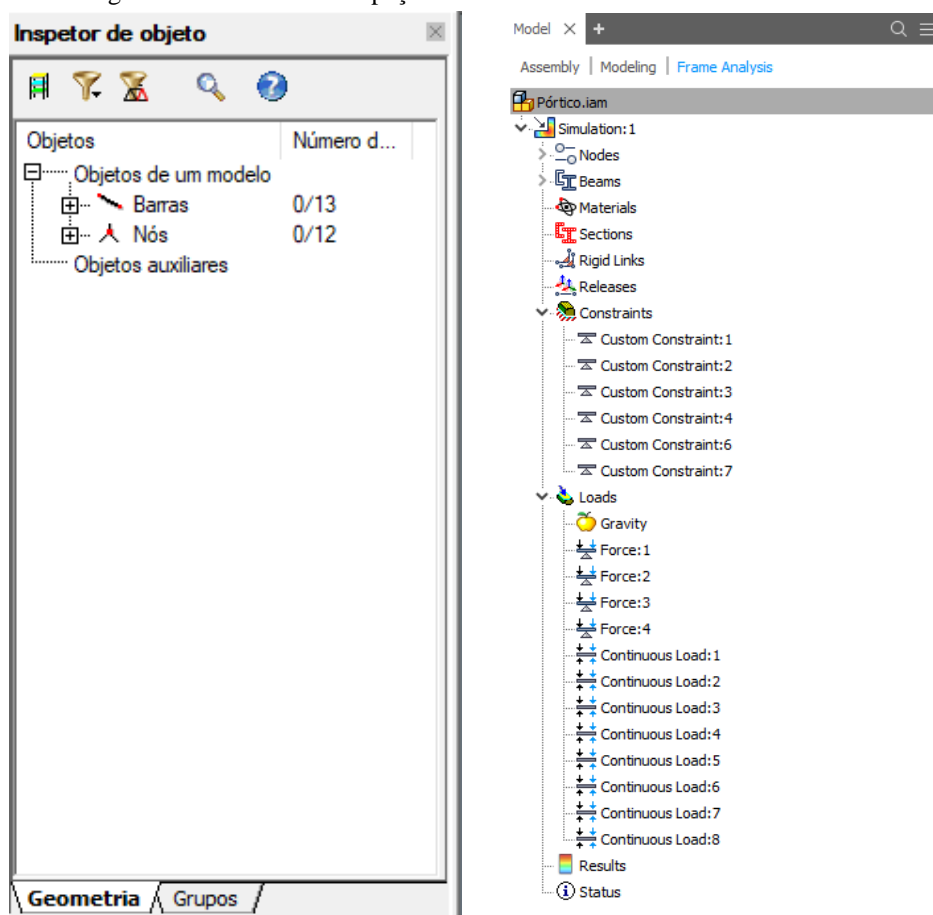 Inspetor de objeto
Objetos Número d...
Objetos de um modelo
Barras 0/13
Nós 0/12
Objetos auxiliares
Geometria Grupos
Model
Assembly | Modeling | Frame Analysis
Pórtico.iam
Simulation:1
Nodes
Beams
Materials
Sections
Rigid Links
Releases
Constraints
Custom Constraint:1
Custom Constraint:2
Custom Constraint:3
Custom Constraint:4
Custom Constraint:6
Custom Constraint:7
Loads
Gravity
Force:1
Force:2
Force:3
Force:4
Continuous Load:1
Continuous Load:2
Continuous Load:3
Continuous Load:4
Continuous Load:5
Continuous Load:6
Continuous Load:7
Continuous Load:8
Results
Status